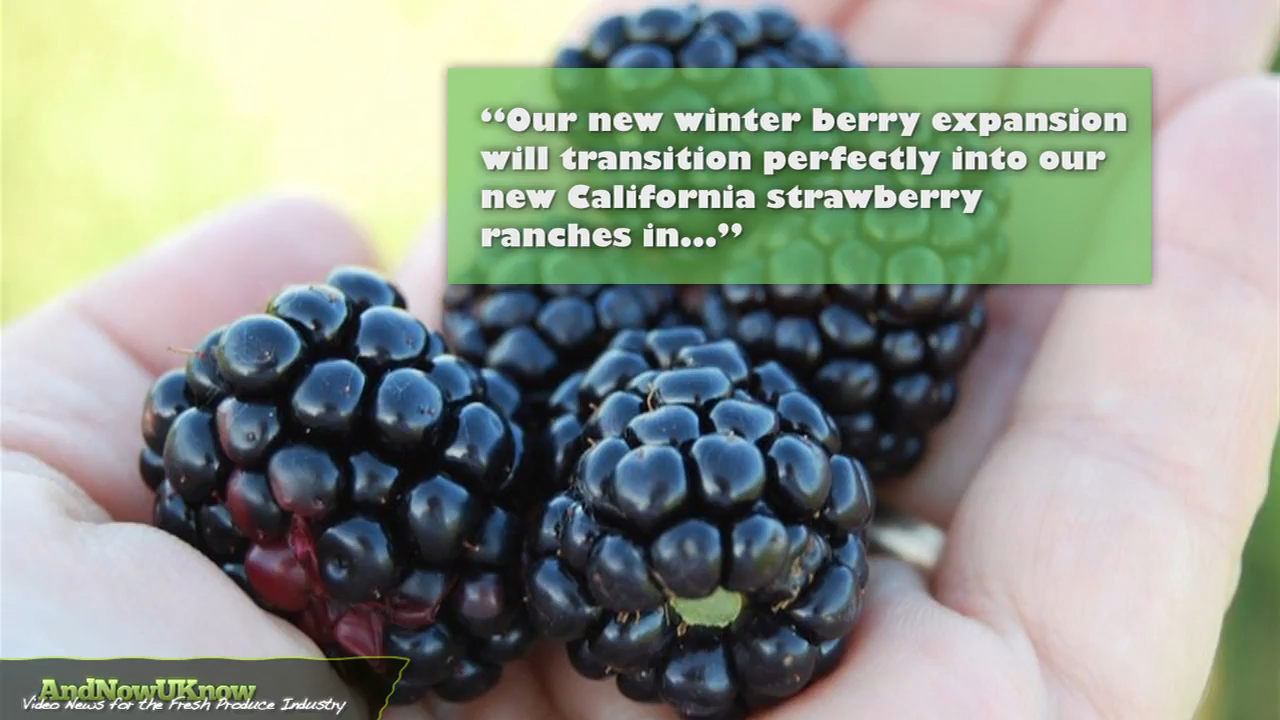 “Our new winter berry expansion
will transition perfectly into our
new California strawberry
ranches in...”
AndNowUKnow
Video News for the Fresh Produce Industry